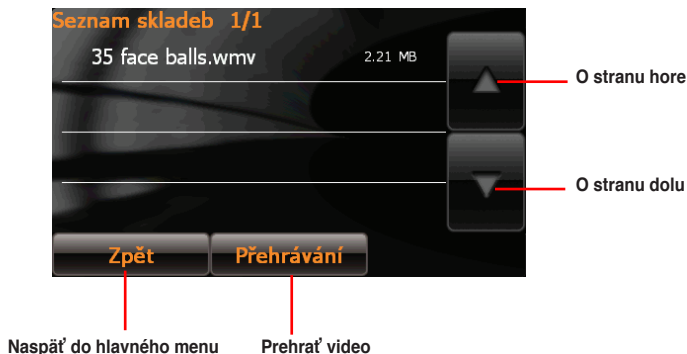 Seznam skladeb 1/1
35 face balls.wmv 2.21 MB
O stranu hore
O stranu dolu
Zpět Přehrávání
Naspäť do hlavného menu Prehrať video